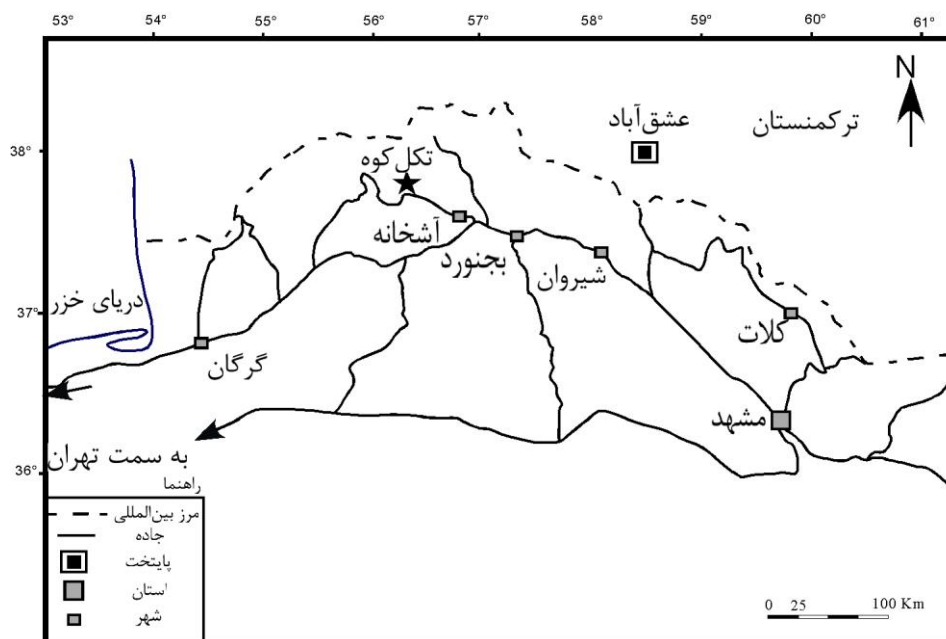 53° 54° 55° 56° 57° 58° 59° 60° 61°
N
ترکمنستان
عشق‌آباد
38°
تکل‌کوه
آشخانه
بجنورد
شیروان
37°
دریای خزر
گرگان
کلات
مشهد
36°
به سمت تهران
راهنما
مرز بین‌المللی
جاده
پایتخت
استان
شهر
0 25 100 Km